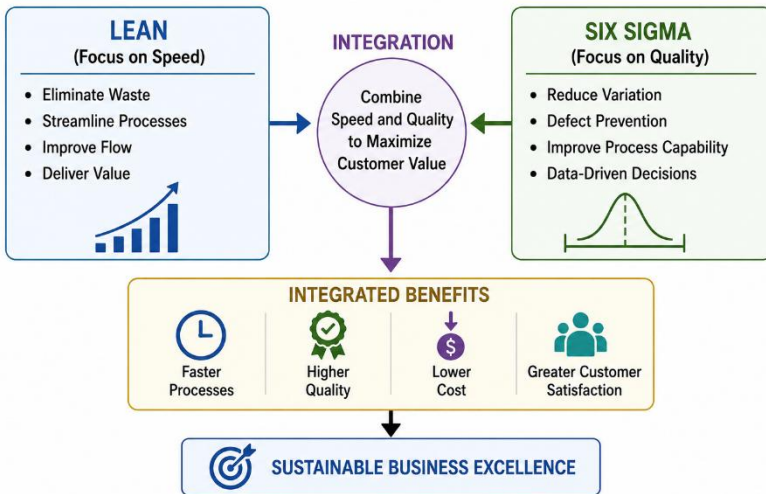 LEAN
(Focus on Speed)
• Eliminate Waste
• Streamline Processes
• Improve Flow
• Deliver Value
INTEGRATION
Combine
Speed and Quality
to Maximize
Customer Value
SIX SIGMA
(Focus on Quality)
• Reduce Variation
• Defect Prevention
• Improve Process Capability
• Data-Driven Decisions
INTEGRATED BENEFITS
Faster
Processes
Higher
Quality
$
Lower
Cost
Greater Customer
Satisfaction
SUSTAINABLE BUSINESS EXCELLENCE